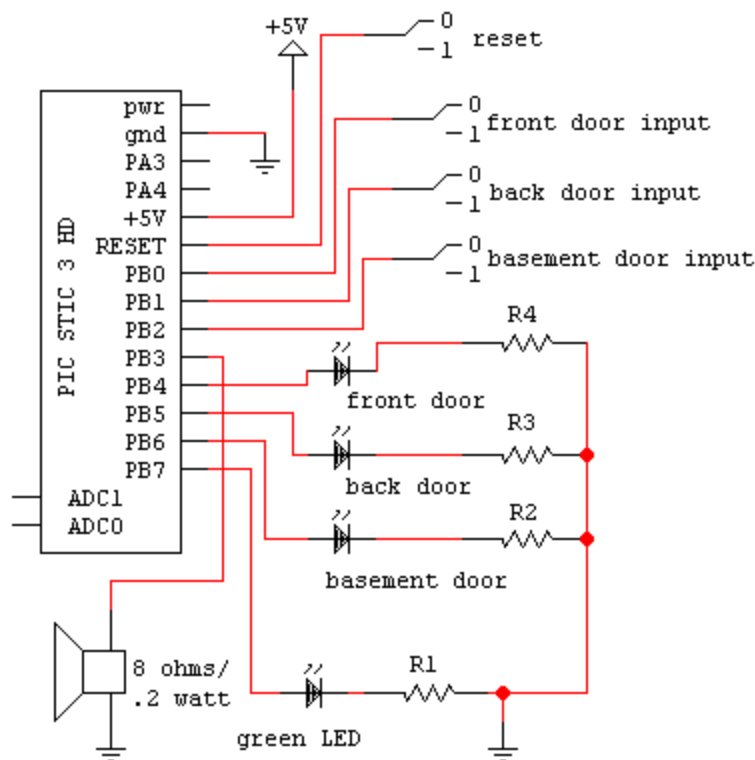 +5V
0
1
reset
0
1
front door input
0
1
back door input
0
1
basement door input
PIC STIC 3 HD
pwr
gnd
PA3
PA4
+5V
RESET
PB0
PB1
PB2
PB3
PB4
PB5
PB6
PB7
ADC1
ADC0
R4
front door
R3
back door
R2
basement door
8 ohms/
.2 watt
R1
green LED